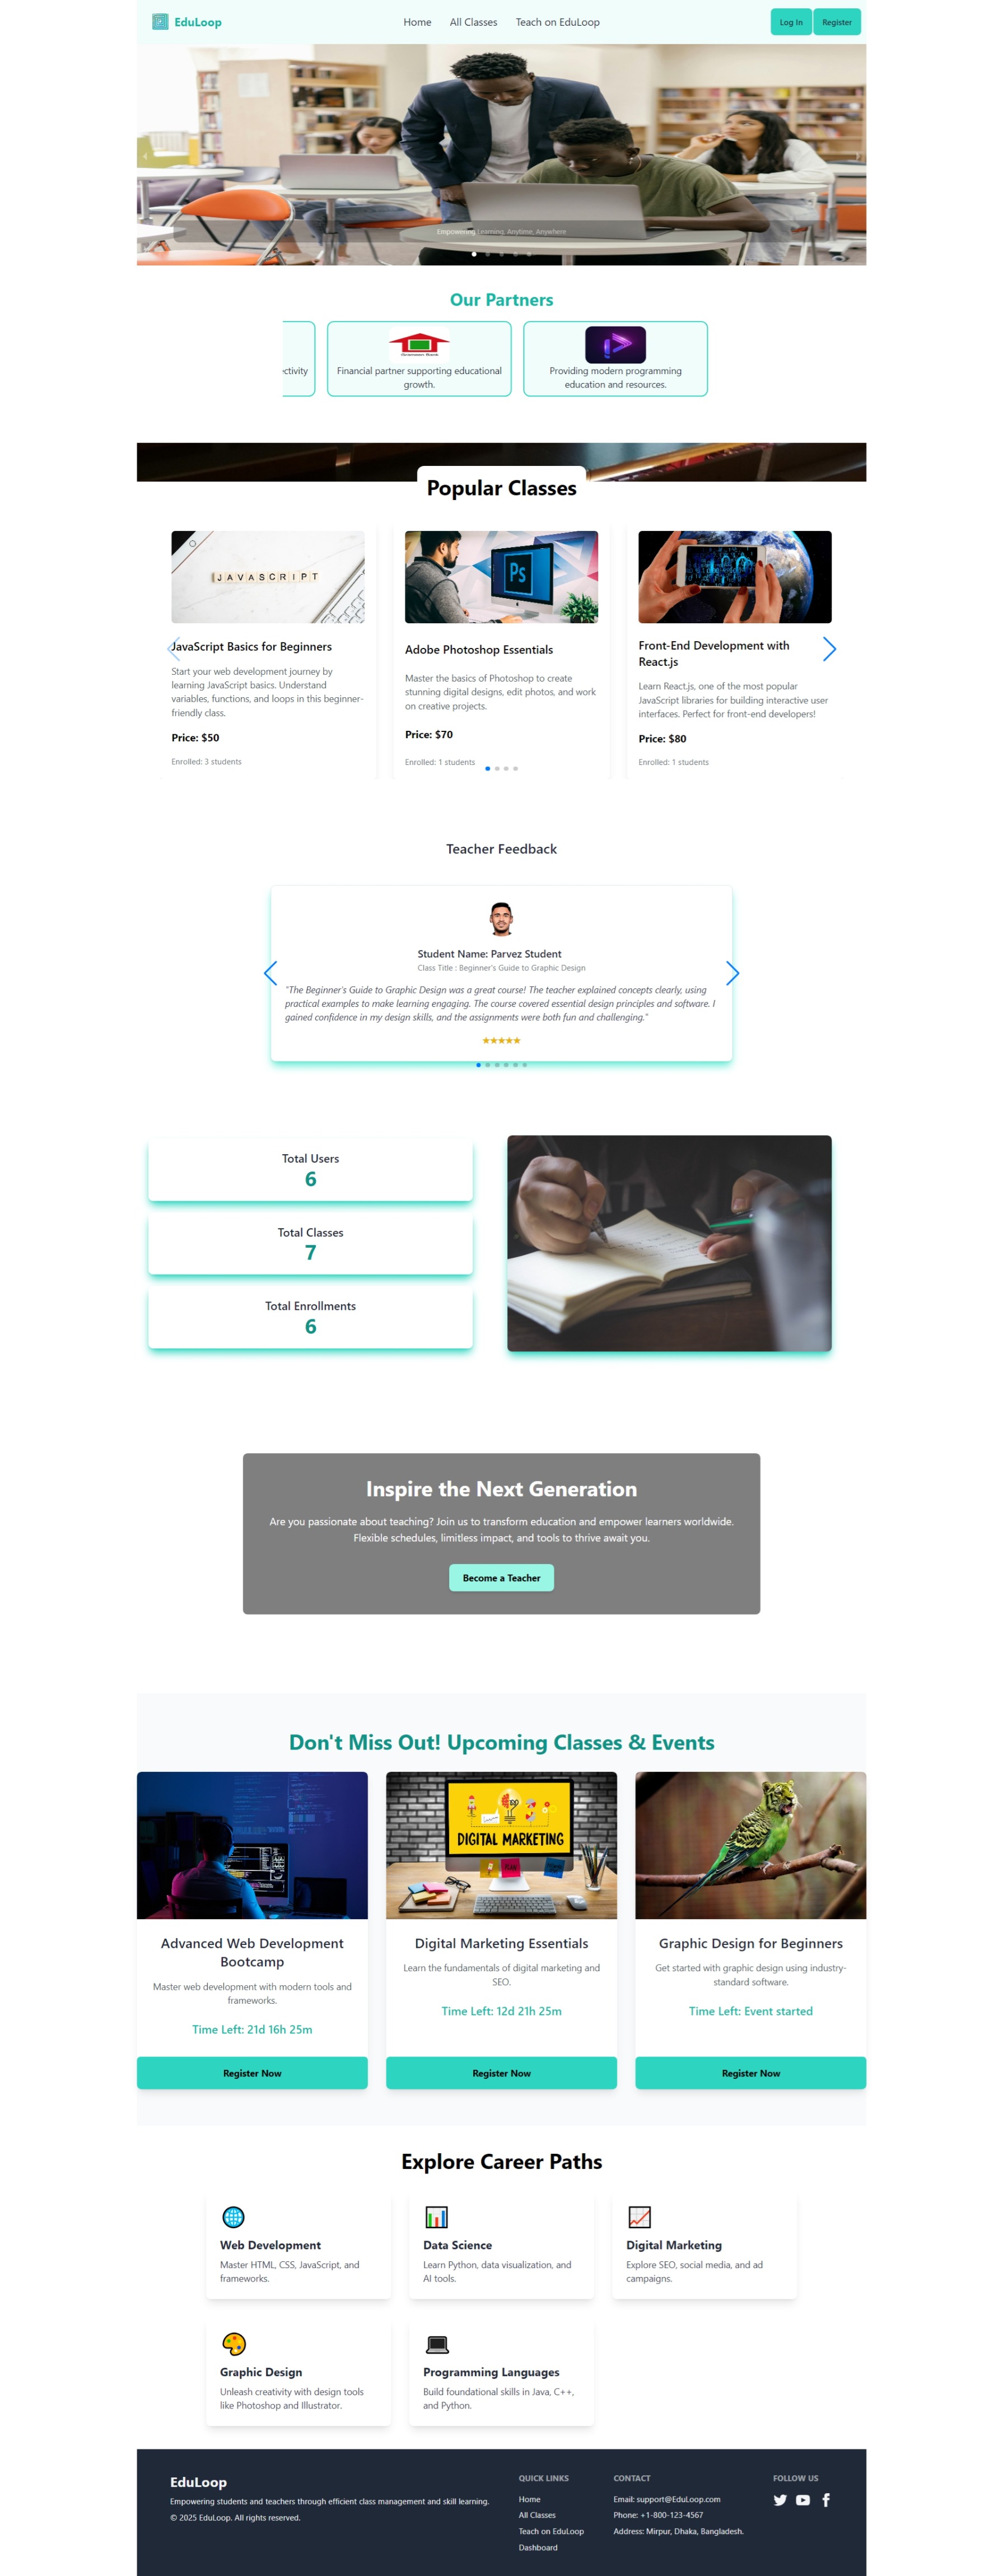 EduLoop
Home
All Classes
Teach on EduLoop
Log In
Register
Empowering Learning, Anytime, Anywhere
Our Partners
ctivity
Financial partner supporting educational
growth.
Providing modern programming
education and resources.
Popular Classes
JAVASCRIPT
Ps
JavaScript Basics for Beginners
Start your web development journey by
learning JavaScript basics. Understand
variables, functions, and loops in this beginner-
friendly class.
Price: $50
Enrolled: 3 students
Adobe Photoshop Essentials
Master the basics of Photoshop to create
stunning digital designs, edit photos, and work
on creative projects.
Price: $70
Enrolled: 1 students
Front-End Development with
React.js
Learn React.js, one of the most popular
JavaScript libraries for building interactive user
interfaces. Perfect for front-end developers!
Price: $80
Enrolled: 1 students
Teacher Feedback
Student Name: Parvez Student
Class Title : Beginner's Guide to Graphic Design
"The Beginner's Guide to Graphic Design was a great course! The teacher explained concepts clearly, using
practical examples to make learning engaging. The course covered essential design principles and software. I
gained confidence in my design skills, and the assignments were both fun and challenging."
Total Users
6
Total Classes
7
Total Enrollments
6
Inspire the Next Generation
Are you passionate about teaching? Join us to transform education and empower learners worldwide.
Flexible schedules, limitless impact, and tools to thrive await you.
Become a Teacher
Don't Miss Out! Upcoming Classes & Events
DIGITAL MARKETING
Advanced Web Development
Bootcamp
Master web development with modern tools and
frameworks.
Time Left: 21d 16h 25m
Register Now
Digital Marketing Essentials
Learn the fundamentals of digital marketing and
SEO.
Time Left: 12d 21h 25m
Register Now
Graphic Design for Beginners
Get started with graphic design using industry-
standard software.
Time Left: Event started
Register Now
Explore Career Paths
Web Development
Master HTML, CSS, JavaScript, and
frameworks.
Data Science
Learn Python, data visualization, and
AI tools.
Digital Marketing
Explore SEO, social media, and ad
campaigns.
Graphic Design
Unleash creativity with design tools
like Photoshop and Illustrator.
Programming Languages
Build foundational skills in Java, C++,
and Python.
EduLoop
Empowering students and teachers through efficient class management and skill learning.
© 2025 EduLoop. All rights reserved.
QUICK LINKS
Home
All Classes
Teach on EduLoop
Dashboard
CONTACT
Email: support@EduLoop.com
Phone: +1-800-123-4567
Address: Mirpur, Dhaka, Bangladesh.
FOLLOW US